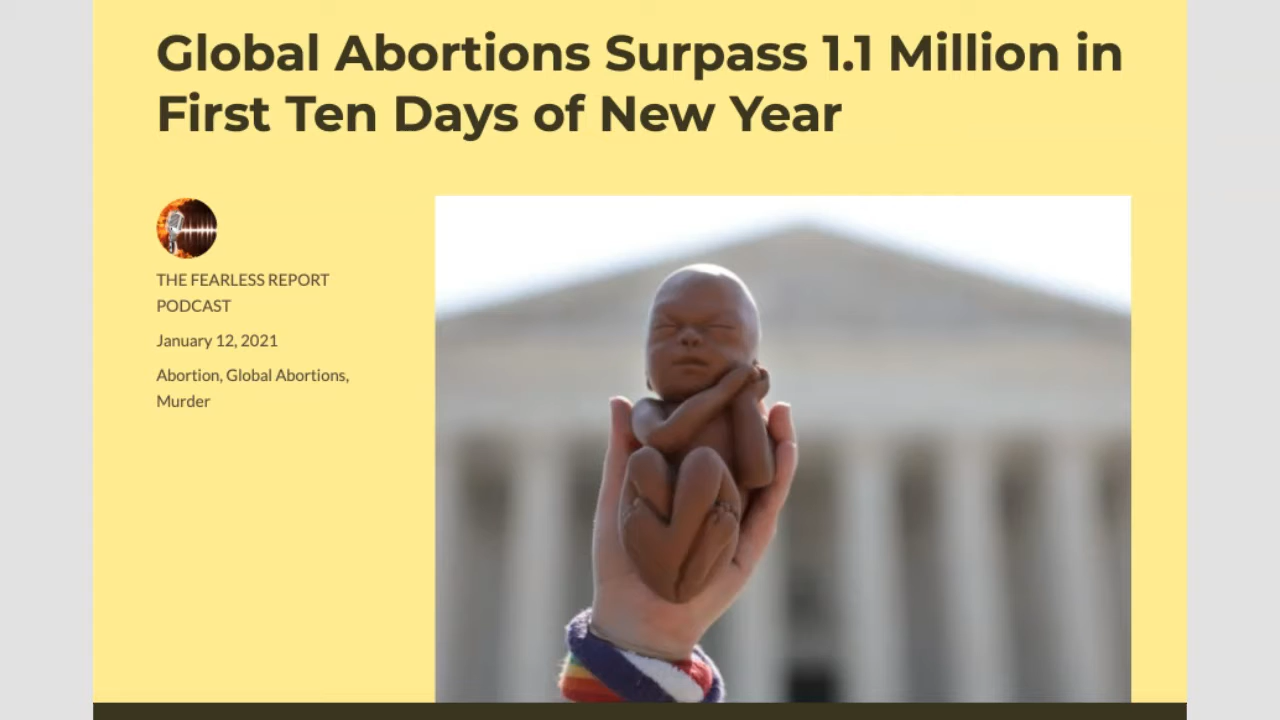 Global Abortions Surpass 1.1 Million in
First Ten Days of New Year
THE FEARLESS REPORT
PODCAST
January 12, 2021
Abortion, Global Abortions,
Murder